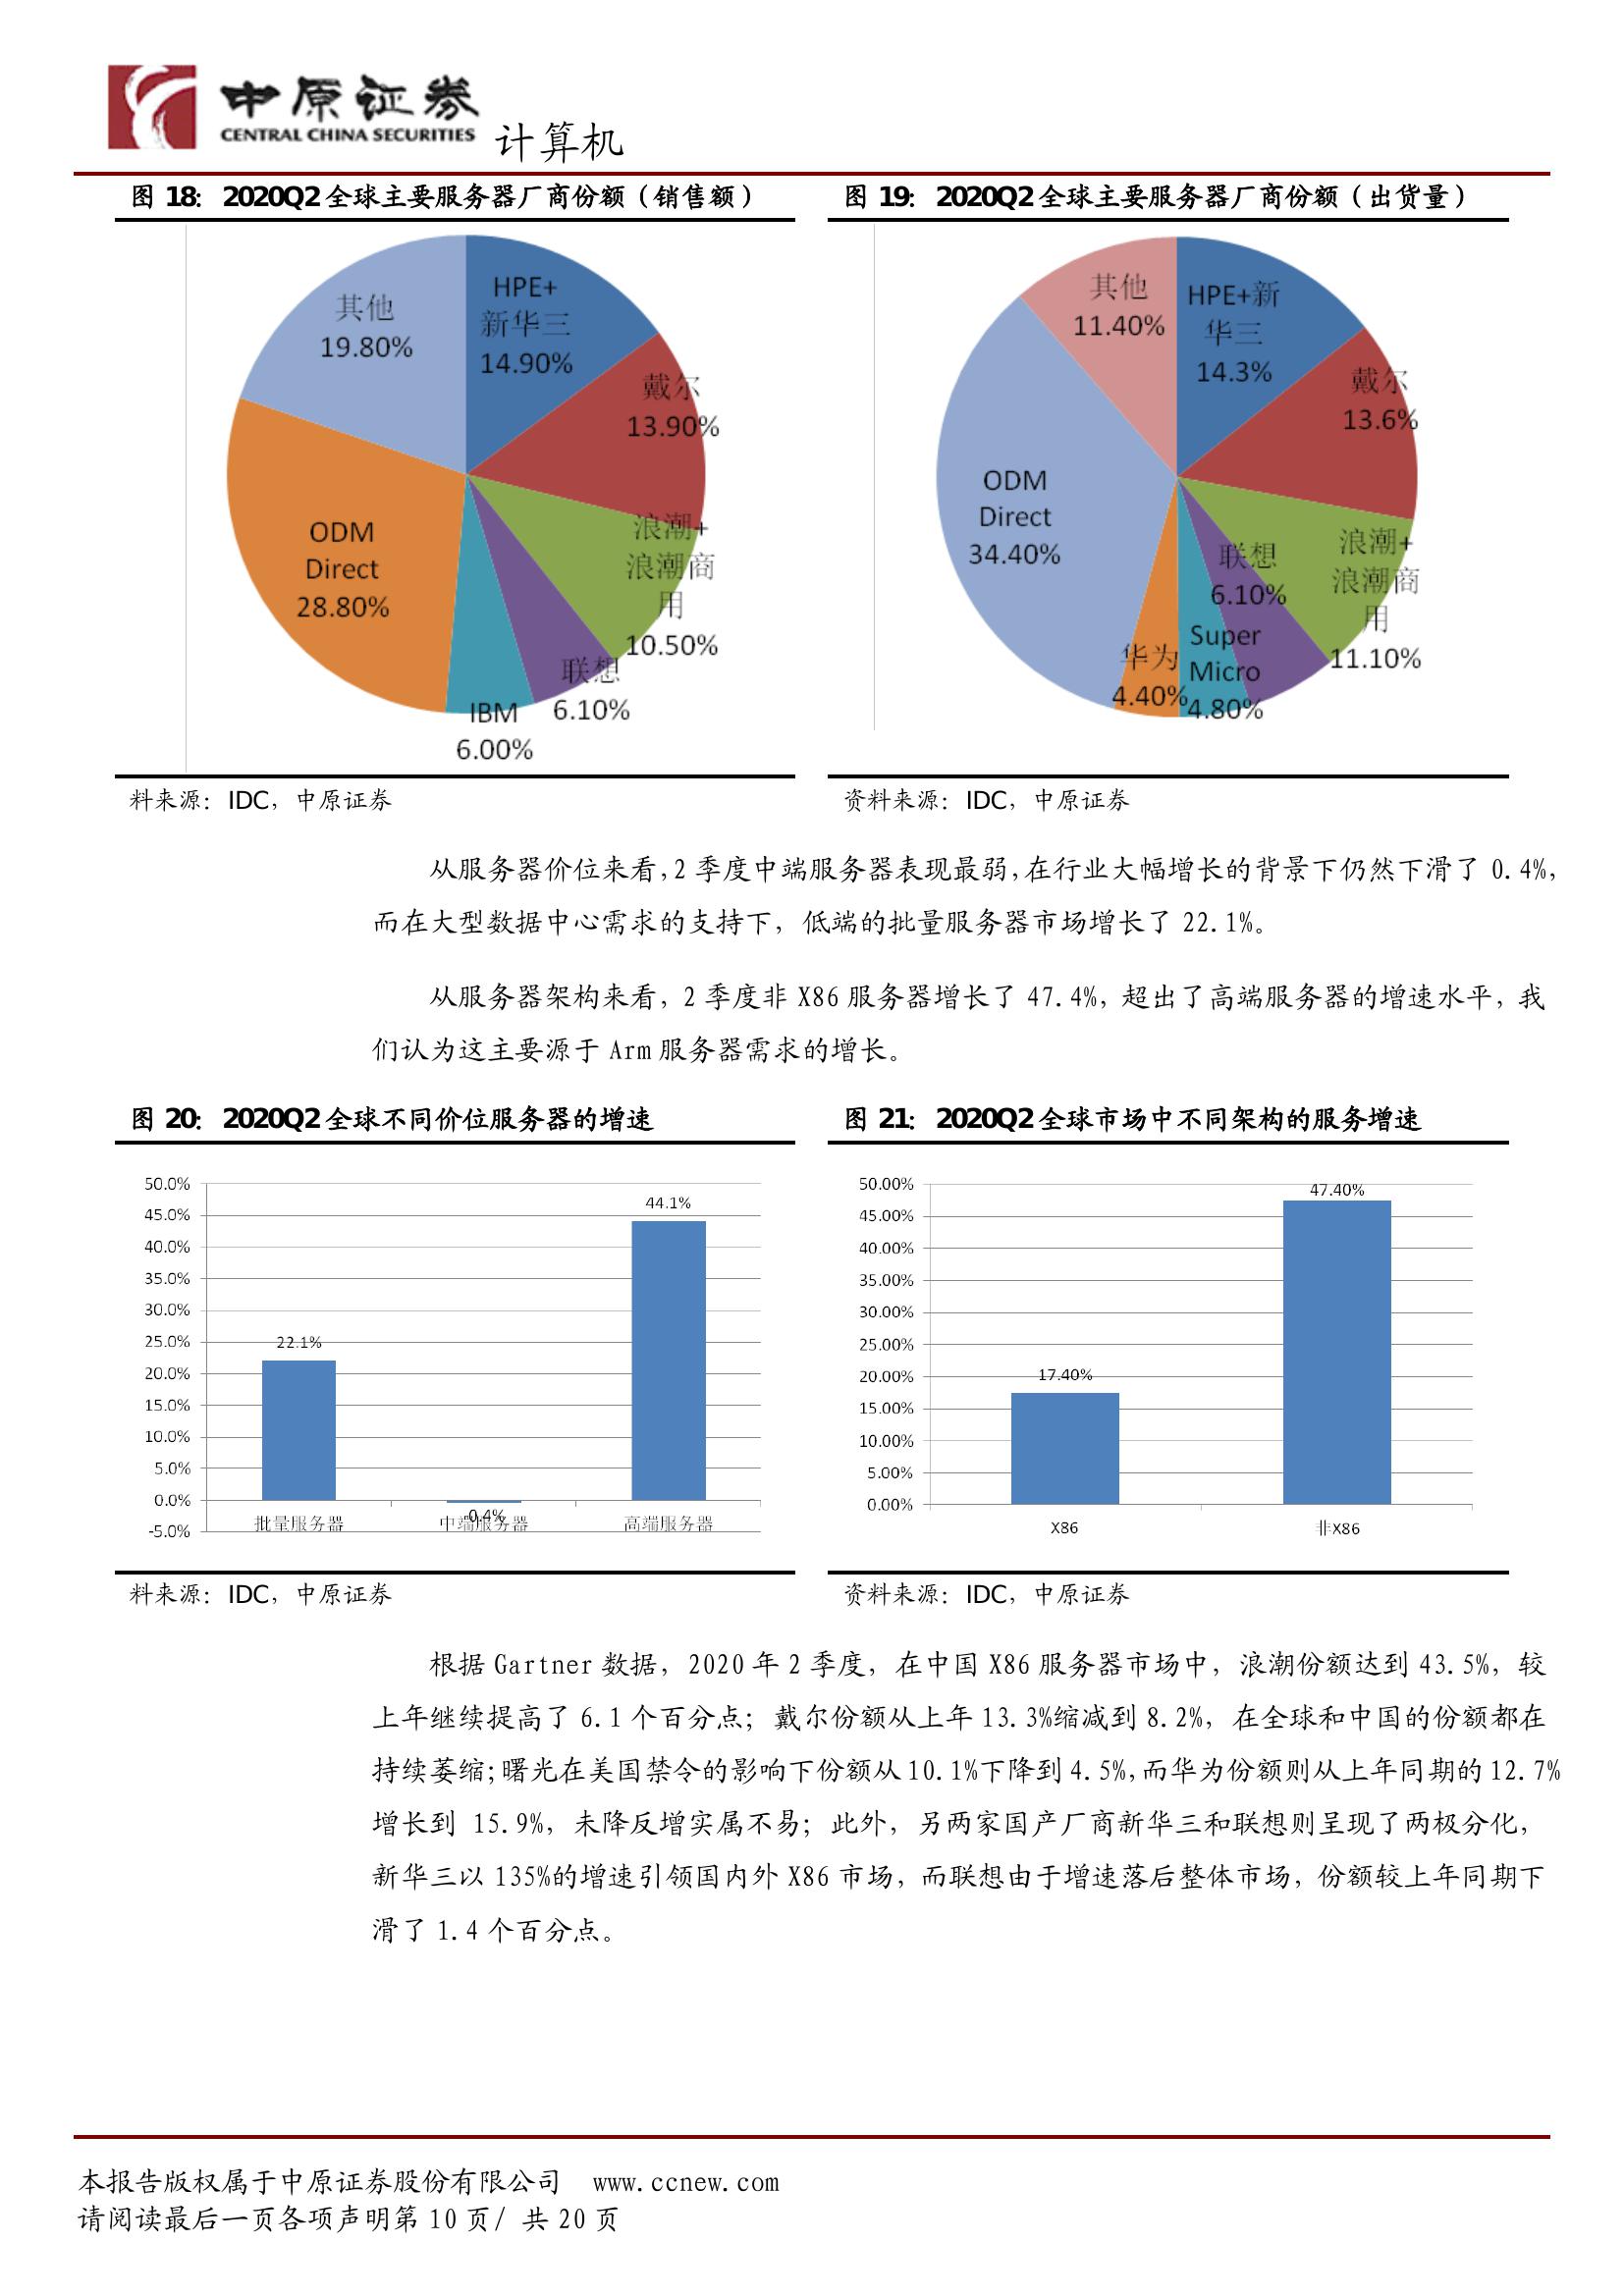 中原证券
CENTRAL CHINA SECURITIES
计算机
图 18： 2020Q2 全球主要服务器厂商份额（销售额）
HPE+
新华三
14.90%
戴尔
13.90%
浪潮+
浪潮商
用
10.50%
联想
6.10%
IBM
6.00%
ODM
Direct
28.80%
其他
19.80%
料来源：IDC，中原证券
图 19： 2020Q2 全球主要服务器厂商份额（出货量）
HPE+新
华三
14.3%
戴尔
13.6%
浪潮+
浪潮商
用
11.10%
联想
6.10%
Super
Micro
4.80%
华为
4.40%
ODM
Direct
34.40%
其他
11.40%
资料来源：IDC，中原证券
从服务器价位来看,2 季度中端服务器表现最弱,在行业大幅增长的背景下仍然下滑了 0.4%,
而在大型数据中心需求的支持下，低端的批量服务器市场增长了 22.1%。
从服务器架构来看，2 季度非 X86 服务器增长了 47.4%，超出了高端服务器的增速水平，我
们认为这主要源于 Arm 服务器需求的增长。
图 20： 2020Q2 全球不同价位服务器的增速
50.0%
45.0%
40.0%
35.0%
30.0%
25.0%
20.0%
15.0%
10.0%
5.0%
0.0%
-5.0%
22.1%
-0.4%
44.1%
批量服务器
中端服务器
高端服务器
料来源：IDC，中原证券
图 21： 2020Q2 全球市场中不同架构的服务增速
50.00%
45.00%
40.00%
35.00%
30.00%
25.00%
20.00%
15.00%
10.00%
5.00%
0.00%
17.40%
47.40%
X86
非X86
资料来源：IDC，中原证券
根据 Gartner 数据，2020 年 2 季度，在中国 X86 服务器市场中，浪潮份额达到 43.5%，较
上年继续提高了 6.1 个百分点；戴尔份额从上年 13.3%缩减到 8.2%，在全球和中国的份额都在
持续萎缩;曙光在美国禁令的影响下份额从 10.1%下降到 4.5%,而华为份额则从上年同期的 12.7%
增长到 15.9%，未降反增实属不易；此外，另两家国产厂商新华三和联想则呈现了两极分化，
新华三以 135%的增速引领国内外 X86 市场，而联想由于增速落后整体市场，份额较上年同期下
滑了 1.4 个百分点。
本报告版权属于中原证券股份有限公司 www.ccnew.com
请阅读最后一页各项声明第 10 页/ 共 20 页